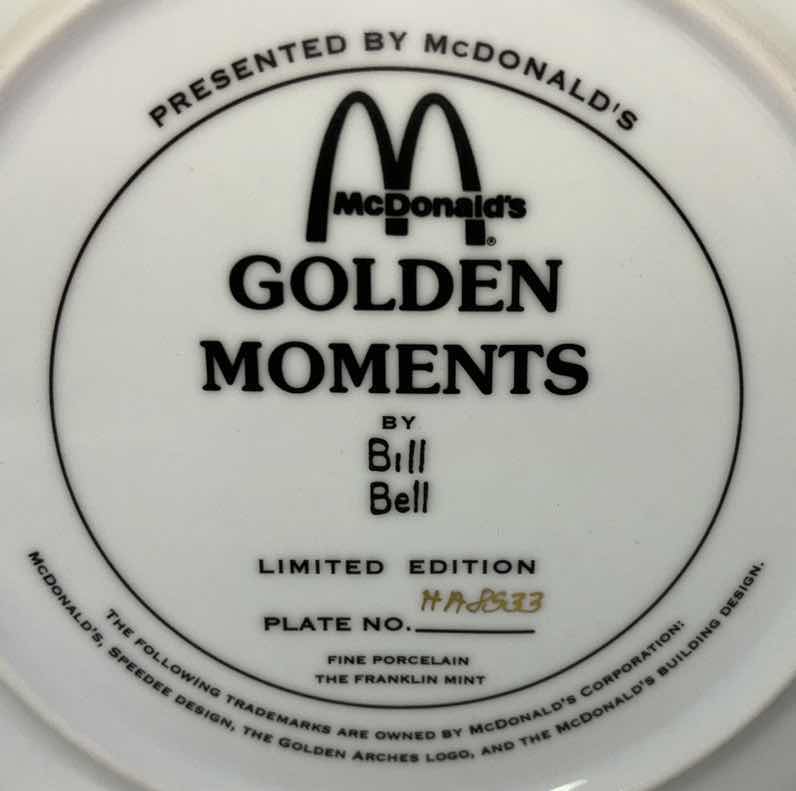 PRESENTED BY McDONALD'S
McDonald's®
GOLDEN
MOMENTS
BY
Bill
Bell
LIMITED EDITION
PLATE NO. HA8533
FINE PORCELAIN
THE FRANKLIN MINT
THE FOLLOWING TRADEMARKS ARE OWNED BY McDONALD'S CORPORATION:
McDONALD'S, SPEEDEE DESIGN, THE GOLDEN ARCHES LOGO, AND THE McDONALD'S BUILDING DESIGN.